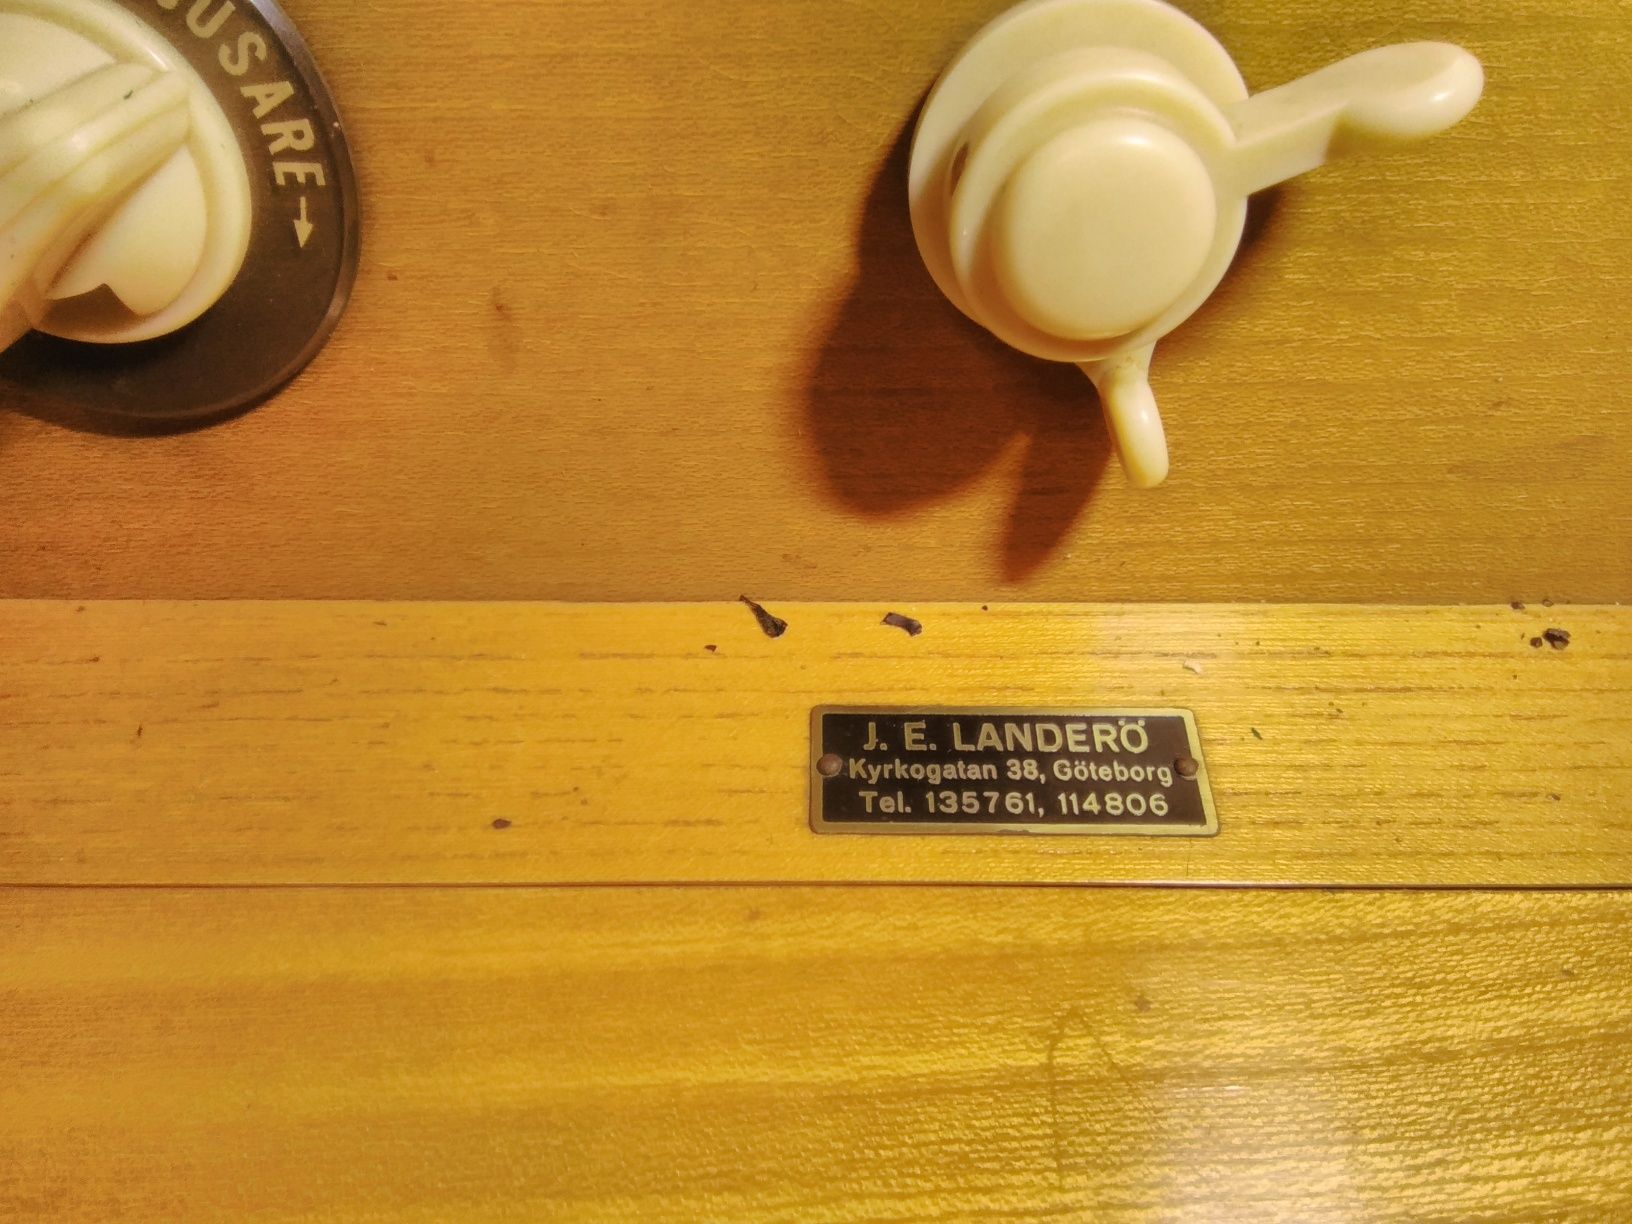 USARE→
J. E. LANDERÖ
Kyrkogatan 38, Göteborg
Tel. 135761, 114806